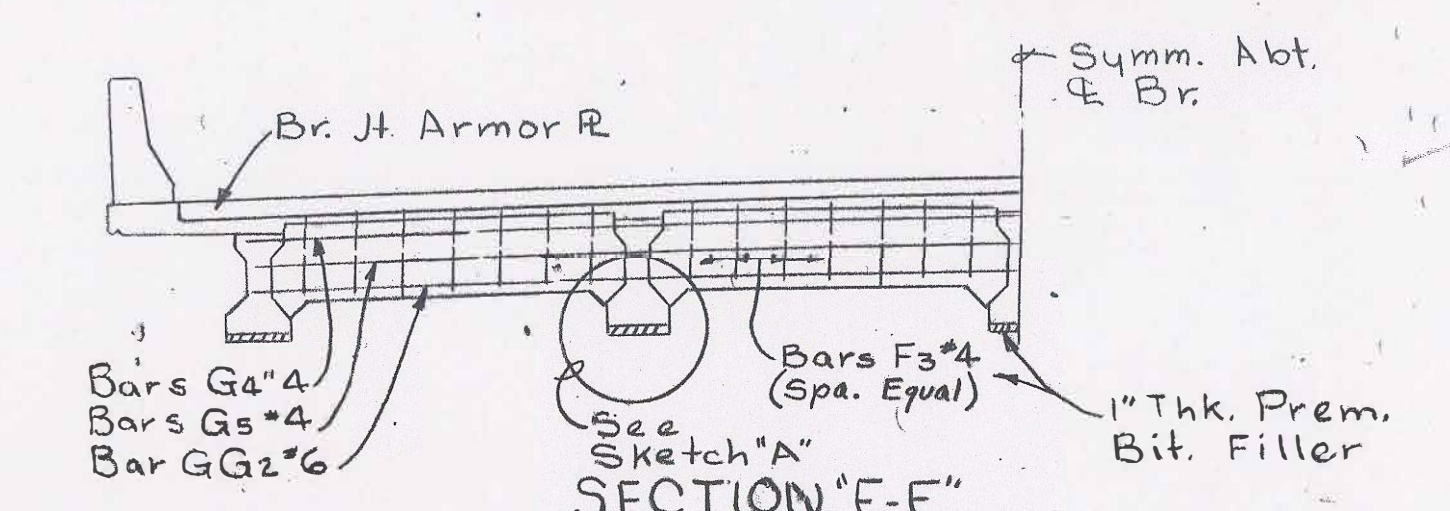 Symm. Abt.
℄ Br.
Br. Jt. Armor ℞
Bars G4 "4
Bars G5 #4
Bar GG2 #6
See
Sketch "A"
Bars F3 #4
(Spa. Equal)
1" Thk. Prem.
Bit. Filler
SECTION "E-E"